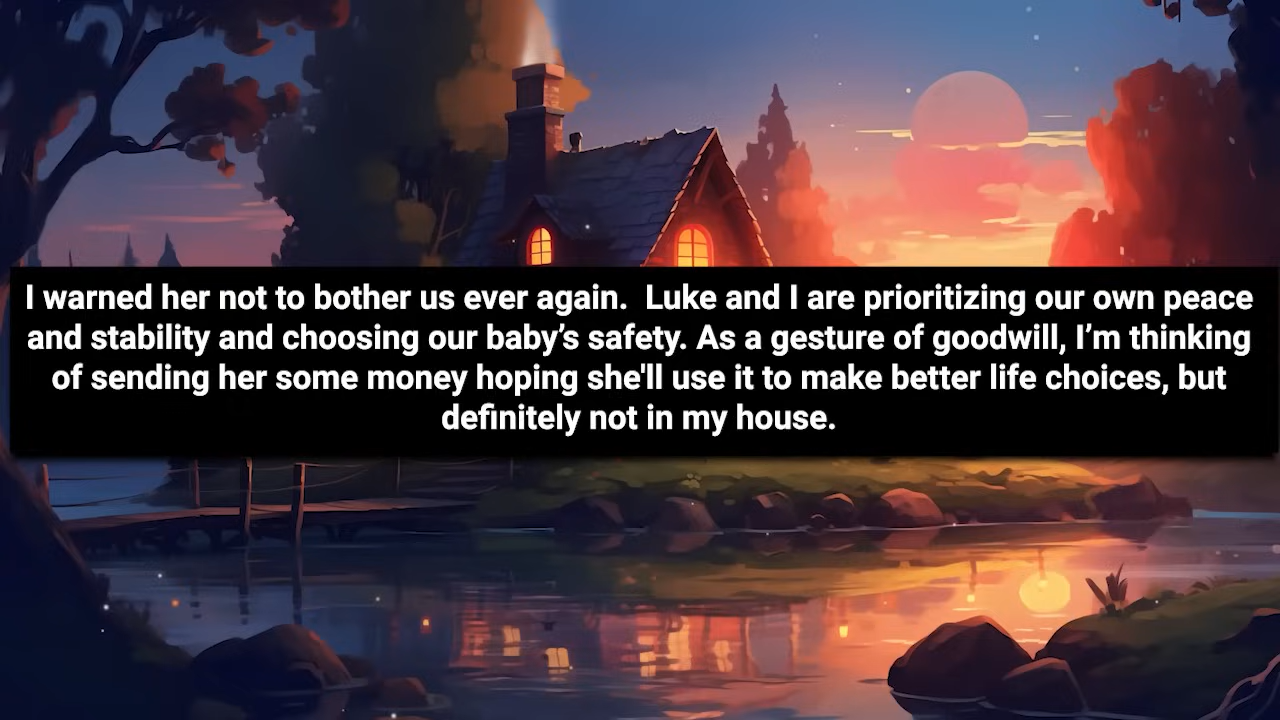 I warned her not to bother us ever again.  Luke and I are prioritizing our own peace
and stability and choosing our baby’s safety. As a gesture of goodwill, I’m thinking
of sending her some money hoping she'll use it to make better life choices, but
definitely not in my house.